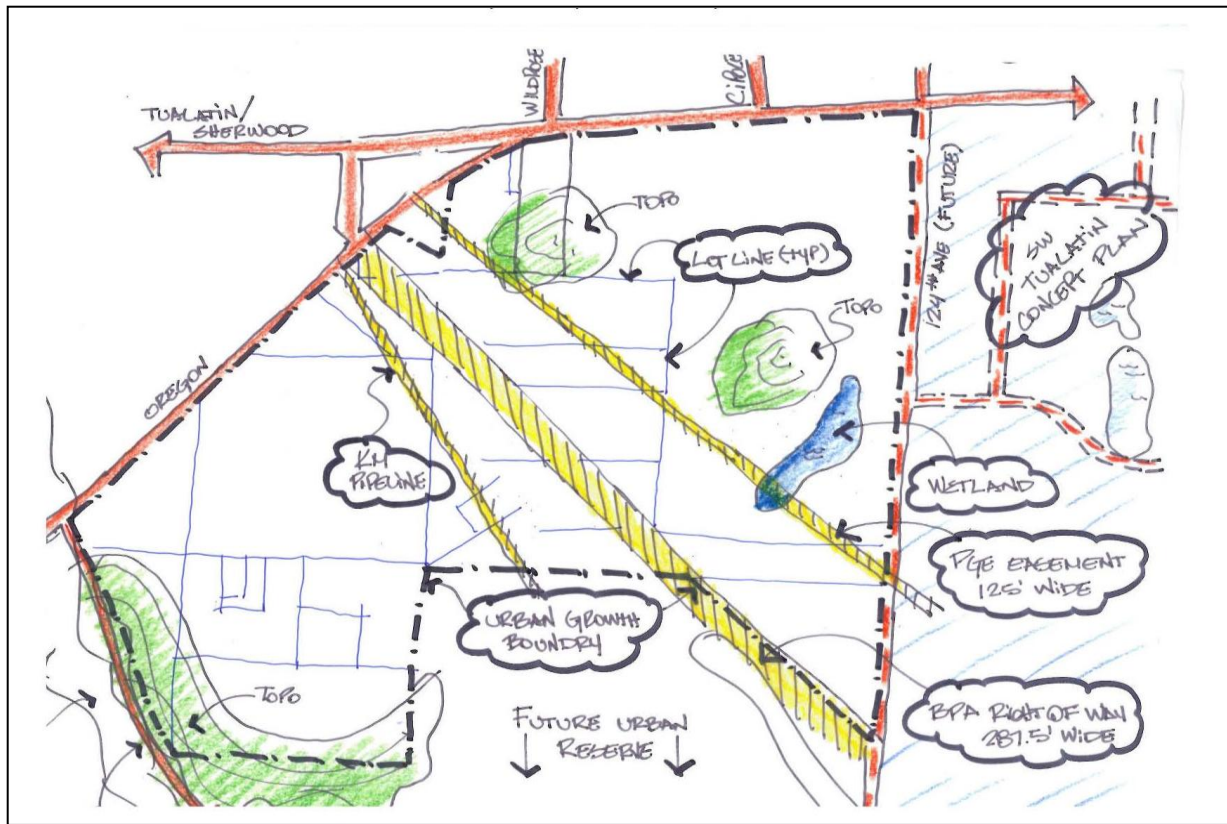 TUALATIN/
SHERWOOD
WILDROSE
CIPOLE
TOPO
LOT LINE (TYP)
124TH AVE (FUTURE)
SW
TUALATIN
CONCEPT PLAN
TOPO
OREGON
KM
PIPELINE
WETLAND
PGE EASEMENT
125' WIDE
URBAN GROWTH
BOUNDRY
TOPO
FUTURE URBAN
RESERVE
BPA RIGHT OF WAY
287.5' WIDE